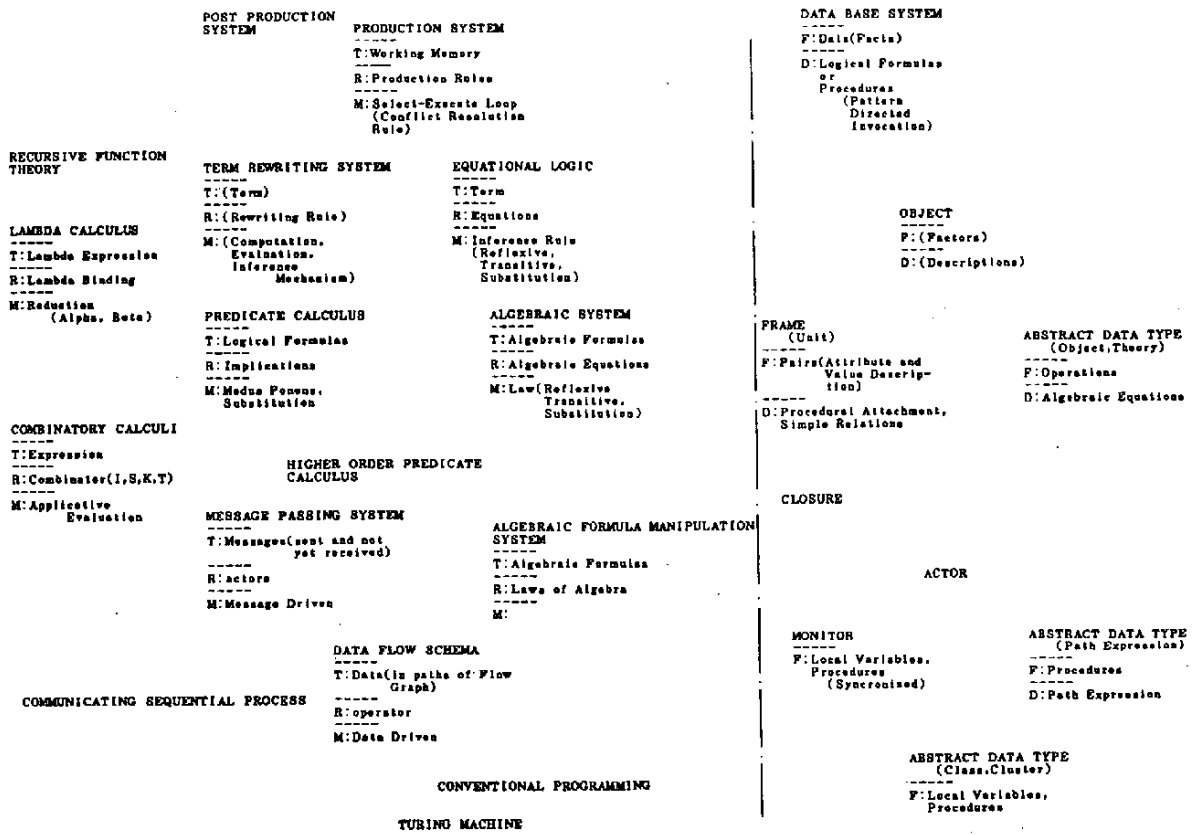 POST PRODUCTION
SYSTEM
PRODUCTION SYSTEM
-----
T:Working Memory
-----
R:Production Rules
-----
M:Select-Execute Loop
(Conflict Resolution
Rule)
RECURSIVE FUNCTION
THEORY
LAMBDA CALCULUS
-----
T:Lambda Expression
-----
R:Lambda Binding
-----
M:Reduction
(Alpha, Beta)
COMBINATORY CALCULI
-----
T:Expression
-----
R:Combinator(I,S,K,T)
-----
M:Applicative
Evaluation
TERM REWRITING SYSTEM
-----
T:(Term)
-----
R:(Rewriting Rule)
-----
M:(Computation,
Evaluation,
Inference
Mechanism)
EQUATIONAL LOGIC
-----
T:Term
-----
R:Equations
-----
M:Inference Rule
(Reflexive,
Transitive,
Substitution)
PREDICATE CALCULUS
-----
T:Logical Formulas
-----
R:Implications
-----
M:Modus Ponens,
Substitution
ALGEBRAIC SYSTEM
-----
T:Algebraic Formulas
-----
R:Algebraic Equations
-----
M:Law(Reflexive
Transitive,
Substitution)
HIGHER ORDER PREDICATE
CALCULUS
MESSAGE PASSING SYSTEM
-----
T:Messages(sent and not
yet received)
-----
R:actors
-----
M:Message Driven
ALGEBRAIC FORMULA MANIPULATION
SYSTEM
-----
T:Algebraic Formulas
-----
R:Laws of Algebra
-----
M:
DATA FLOW SCHEMA
-----
T:Data(in paths of Flow
Graph)
-----
R:operator
-----
M:Data Driven
COMMUNICATING SEQUENTIAL PROCESS
CONVENTIONAL PROGRAMMING
TURING MACHINE
DATA BASE SYSTEM
-----
F:Data(Facts)
-----
D:Logical Formulas
or
Procedures
(Pattern
Directed
Invocation)
OBJECT
-----
F:(Factors)
-----
D:(Descriptions)
FRAME
(Unit)
-----
F:Pairs(Attribute and
Value Descrip-
tion)
-----
D:Procedural Attachment,
Simple Relations
ABSTRACT DATA TYPE
(Object,Theory)
-----
F:Operations
-----
D:Algebraic Equations
CLOSURE
ACTOR
MONITOR
-----
F:Local Variables,
Procedures
(Syncronized)
ABSTRACT DATA TYPE
(Path Expression)
-----
F:Procedures
-----
D:Path Expression
ABSTRACT DATA TYPE
(Class,Cluster)
-----
F:Local Variables,
Procedures